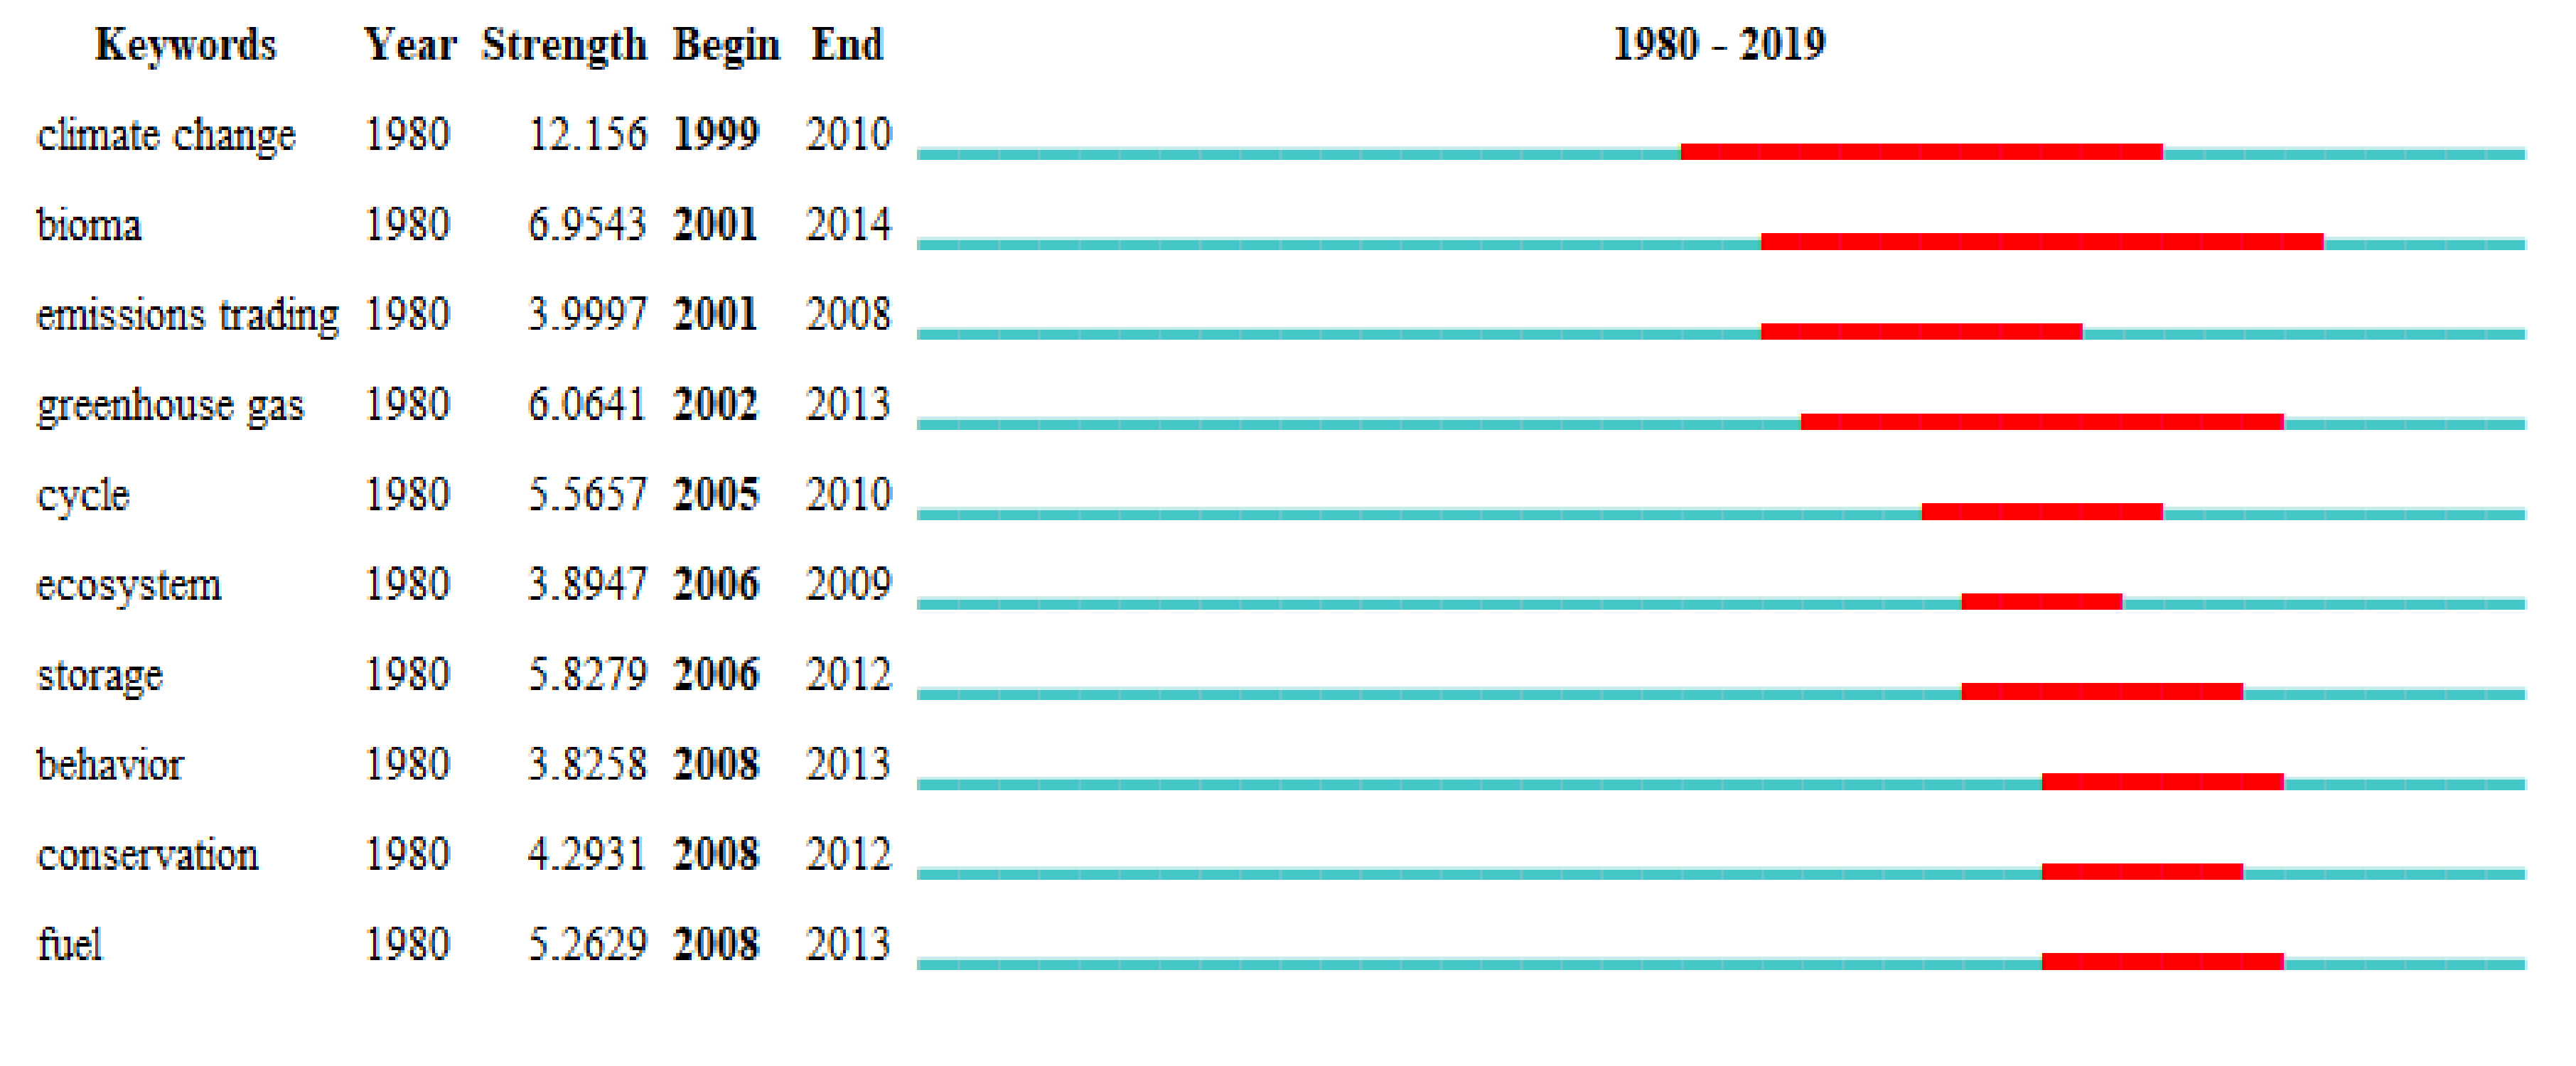 Keywords Year Strength Begin End 1980 - 2019
climate change 1980 12.156 1999 2010
bioma 1980 6.9543 2001 2014
emissions trading 1980 3.9997 2001 2008
greenhouse gas 1980 6.0641 2002 2013
cycle 1980 5.5657 2005 2010
ecosystem 1980 3.8947 2006 2009
storage 1980 5.8279 2006 2012
behavior 1980 3.8258 2008 2013
conservation 1980 4.2931 2008 2012
fuel 1980 5.2629 2008 2013